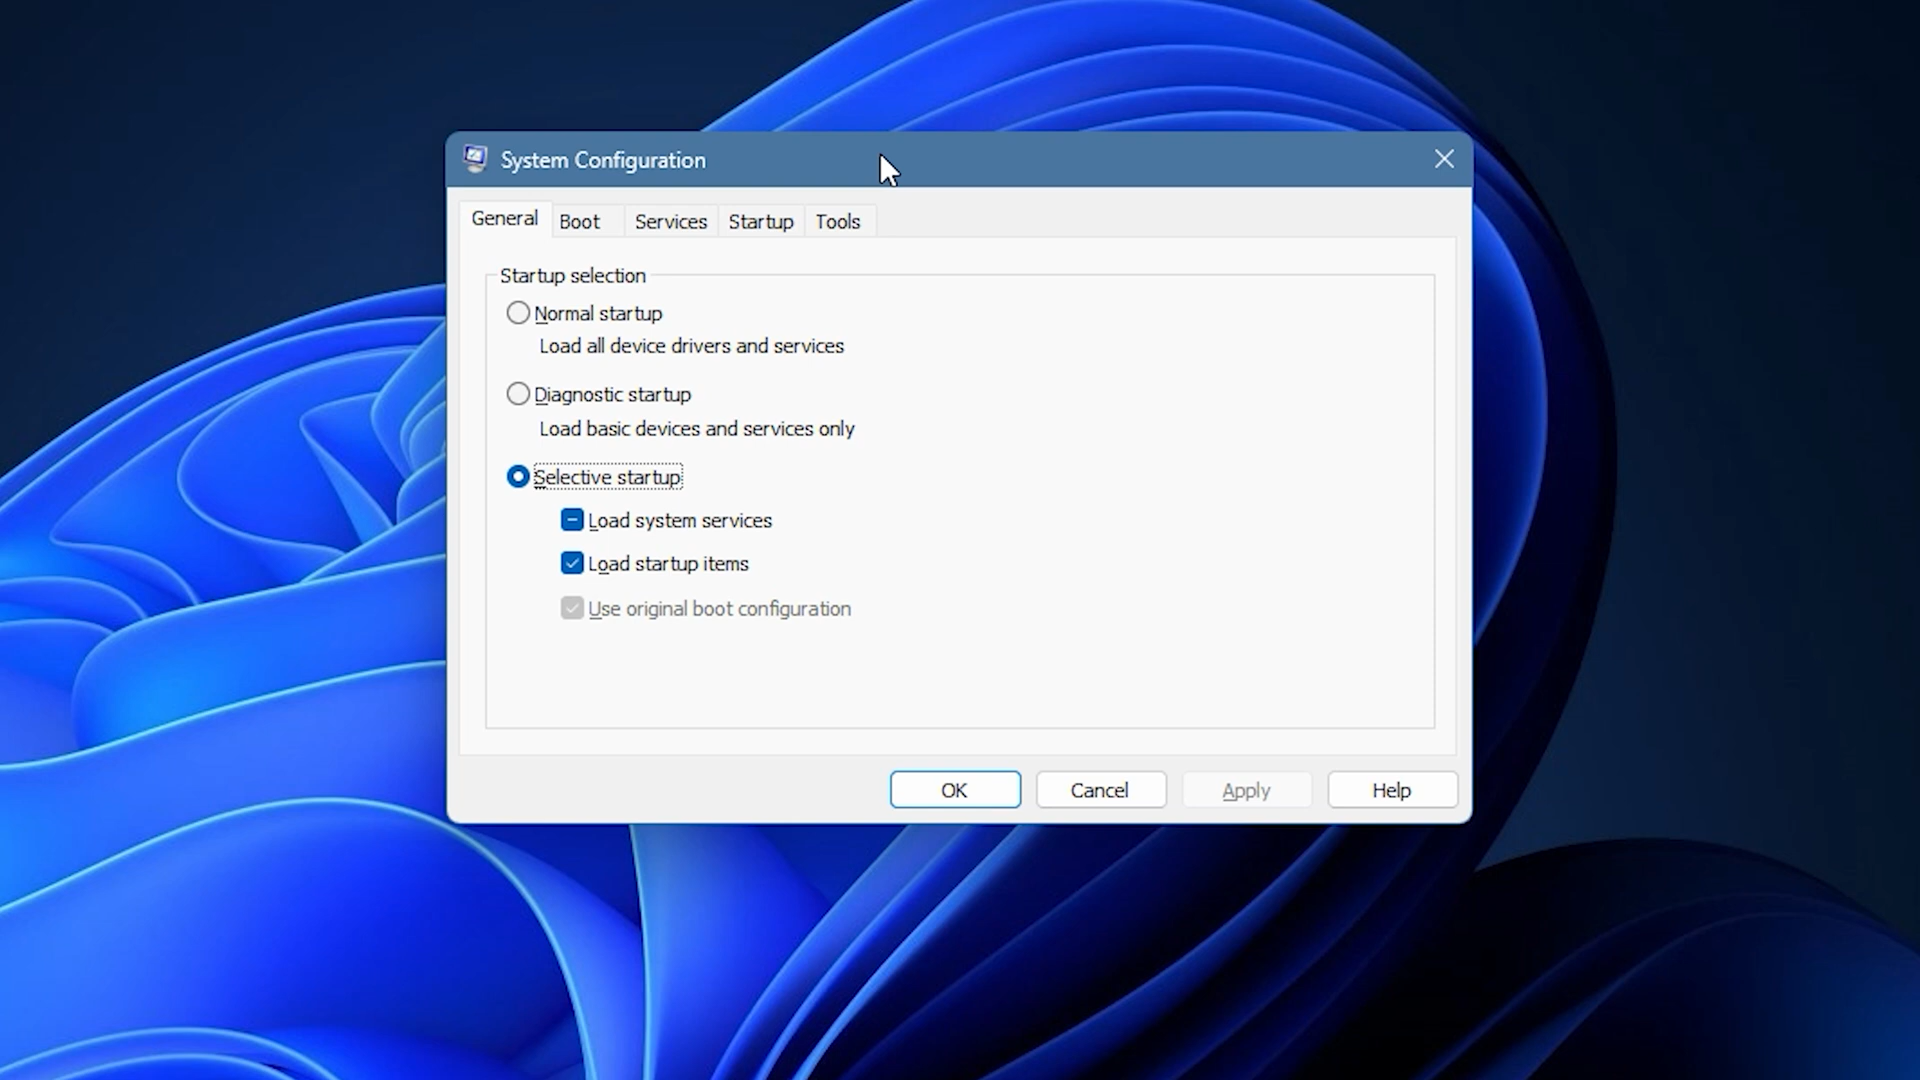 System Configuration
General Boot Services Startup Tools
Startup selection
Normal startup
Load all device drivers and services
Diagnostic startup
Load basic devices and services only
Selective startup
Load system services
Load startup items
Use original boot configuration
OK Cancel Apply Help